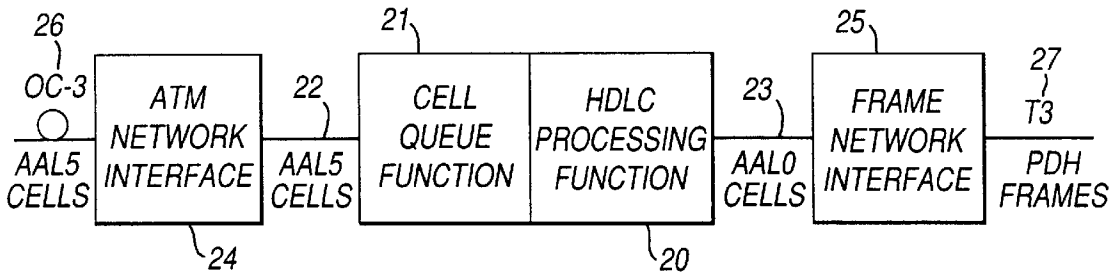 26
OC-3
AAL5
CELLS
ATM
NETWORK
INTERFACE
24
22
AAL5
CELLS
21
CELL
QUEUE
FUNCTION
HDLC
PROCESSING
FUNCTION
20
23
AAL0
CELLS
25
FRAME
NETWORK
INTERFACE
27
T3
PDH
FRAMES